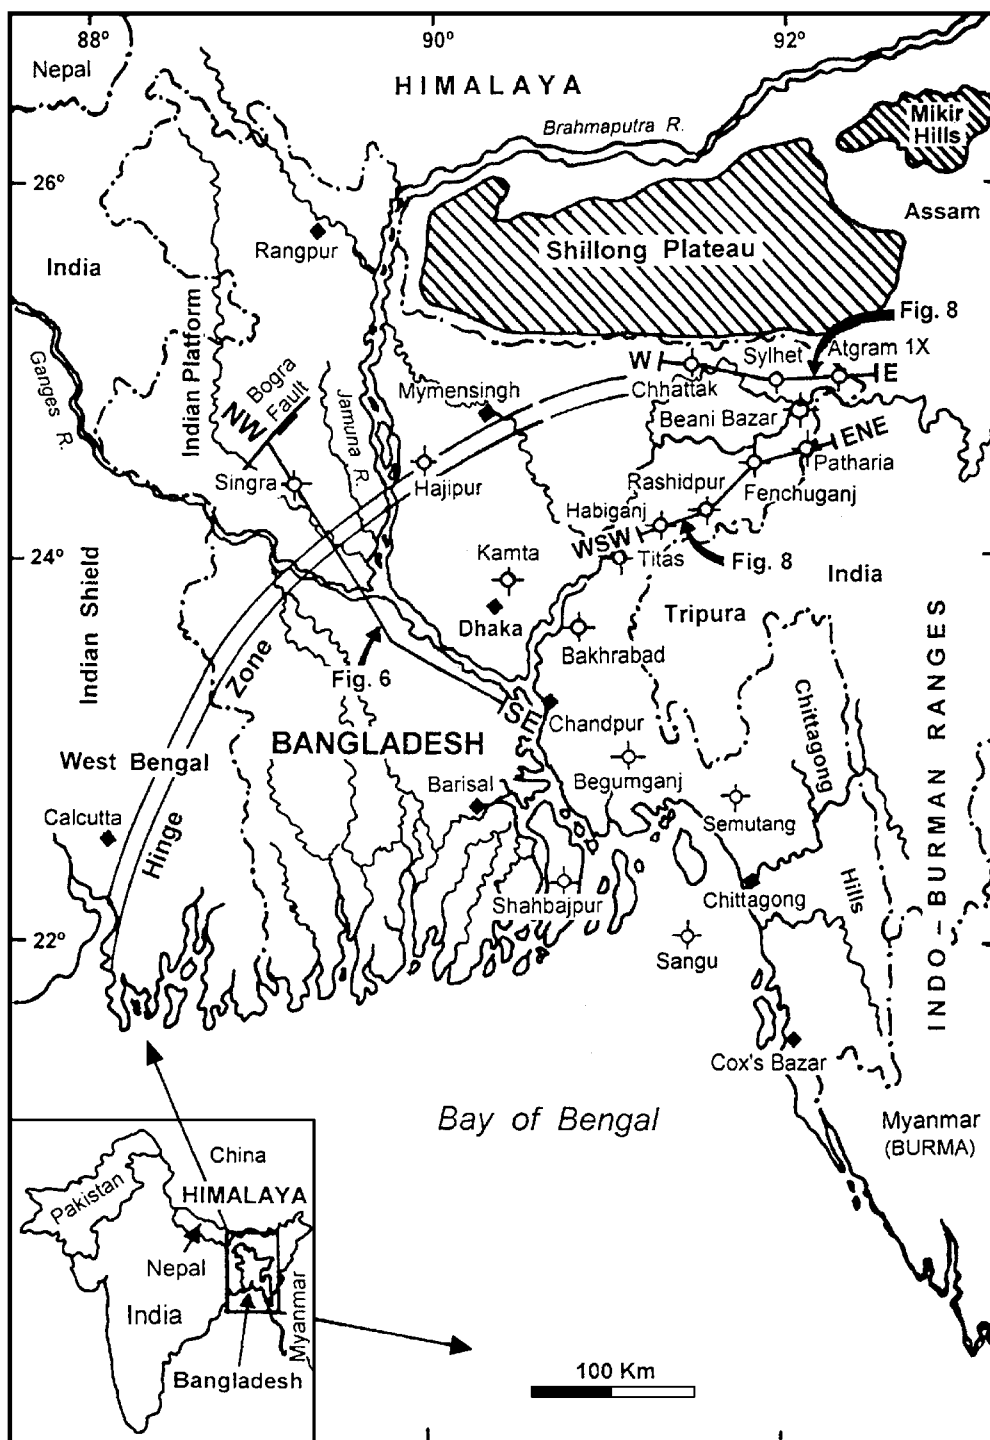 88°
90°
92°
Nepal
HIMALAYA
Brahmaputra R.
Mikir
Hills
26°
Assam
Rangpur
Shillong Plateau
India
Indian Platform
Fig. 8
Ganges R.
Bogra
Fault
NW
Jamuna R.
Mymensingh
W
Sylhet
Atgram 1X
E
Chhattak
Beani Bazar
ENE
Patharia
Singra
Hajipur
Rashidpur
Fenchuganj
Habiganj
WSW
Titas
Fig. 8
24°
Kamta
India
Indian Shield
Dhaka
Tripura
Bakhrabad
Zone
Fig. 6
SE
Chandpur
BANGLADESH
West Bengal
Begumganj
Barisal
Calcutta
Semutang
Chittagong
Hills
INDO-BURMAN RANGES
Hinge
Shahbajpur
Chittagong
22°
Sangu
Cox's Bazar
Bay of Bengal
Myanmar
(BURMA)
China
Pakistan
HIMALAYA
Nepal
India
Myanmar
Bangladesh
100 Km